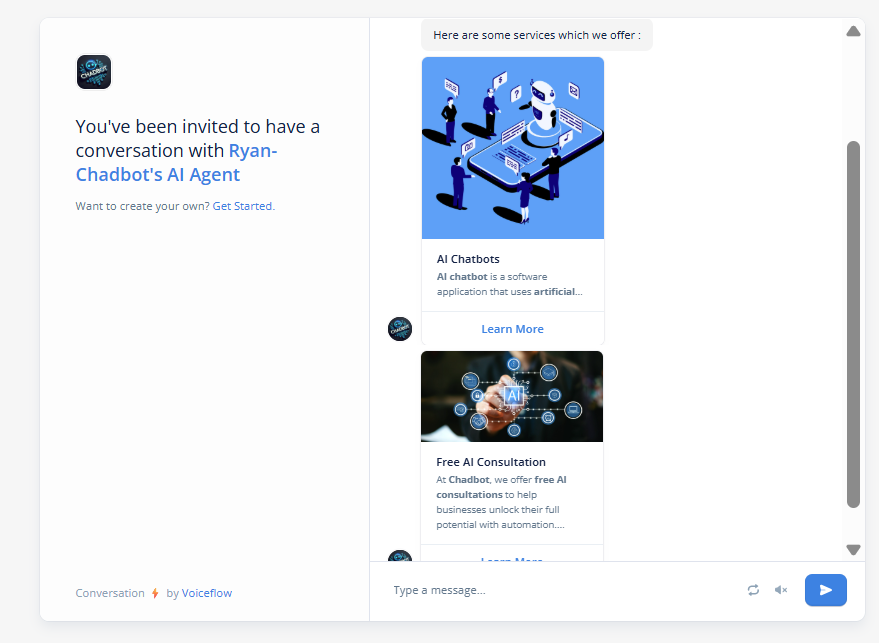 CHADBOT
You've been invited to have a
conversation with Ryan-
Chadbot's AI Agent
Want to create your own? Get Started.
Conversation by Voiceflow
Here are some services which we offer :
AI Chatbots
AI chatbot is a software
application that uses artificial...
Learn More
AI
Free AI Consultation
At Chadbot, we offer free AI
consultations to help
businesses unlock their full
potential with automation....
Learn More
Type a message...